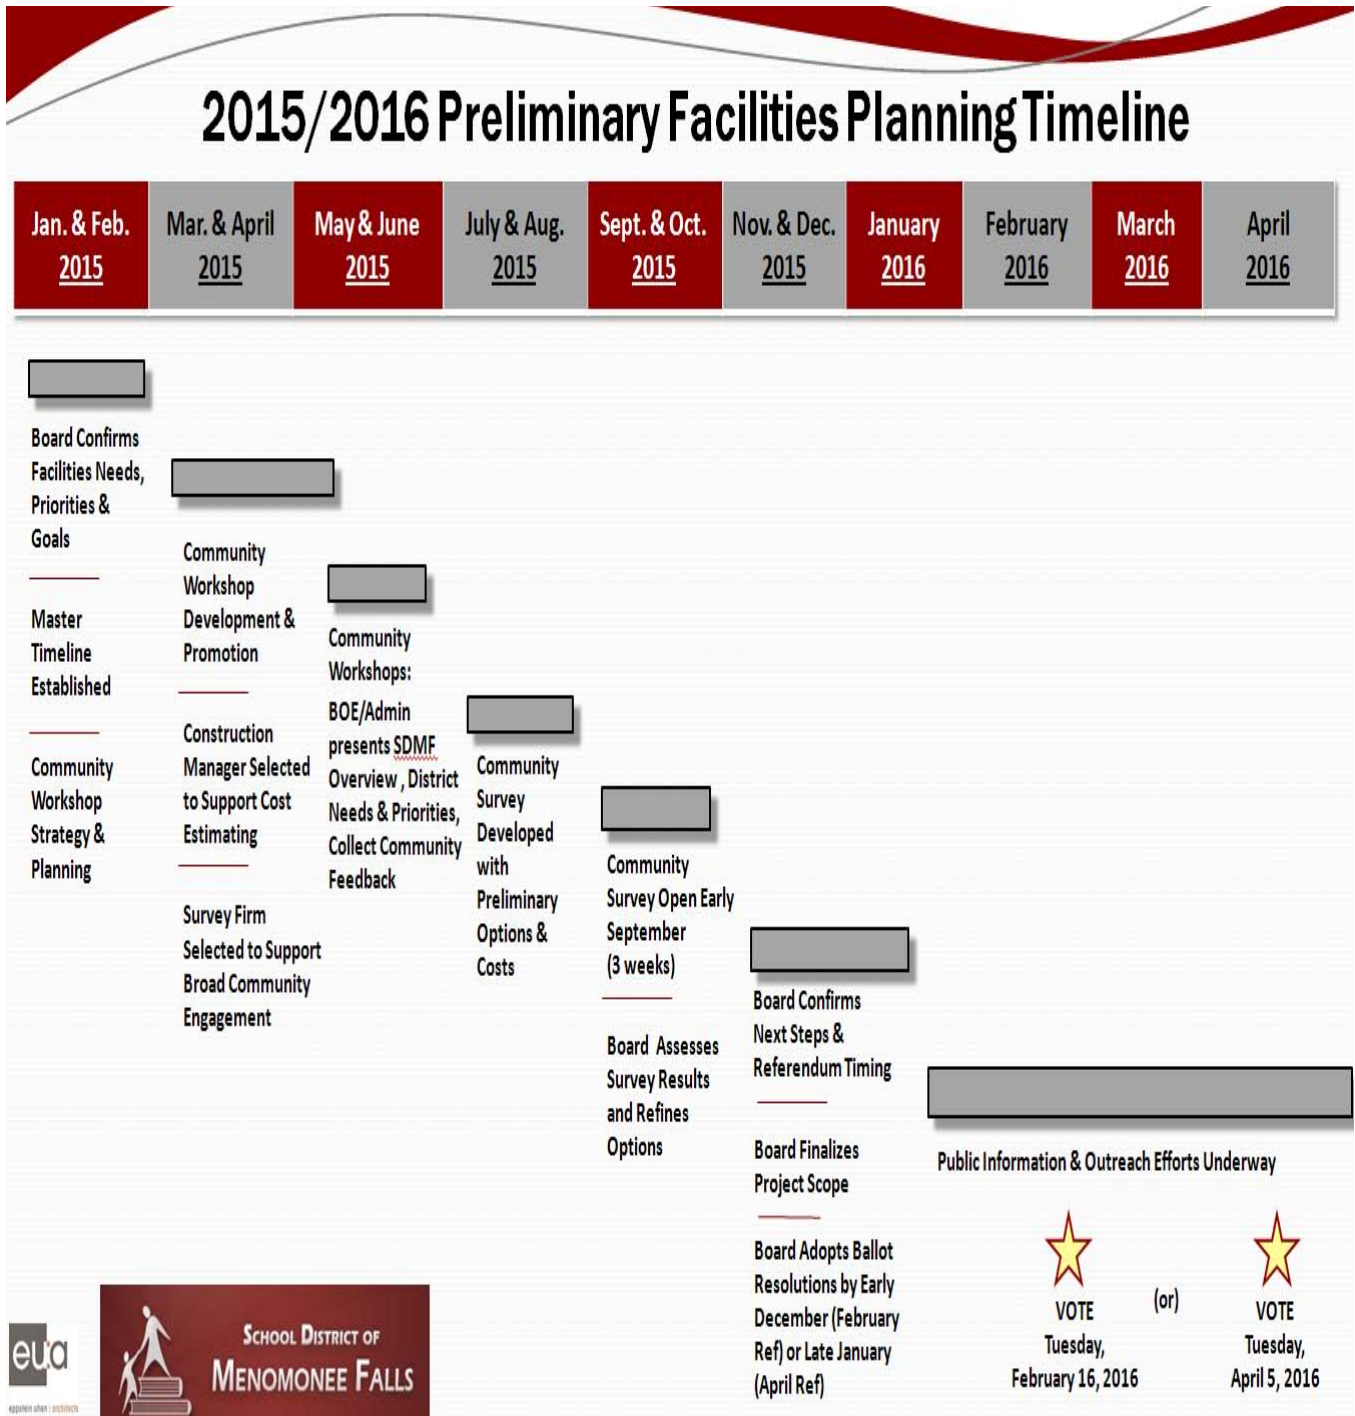 2015/2016 Preliminary Facilities Planning Timeline
Jan. & Feb.
2015
Mar. & April
2015
May & June
2015
July & Aug.
2015
Sept. & Oct.
2015
Nov. & Dec.
2015
January
2016
February
2016
March
2016
April
2016
Board Confirms
Facilities Needs,
Priorities &
Goals
Master
Timeline
Established
Community
Workshop
Strategy &
Planning
Community
Workshop
Development &
Promotion
Construction
Manager Selected
to Support Cost
Estimating
Survey Firm
Selected to Support
Broad Community
Engagement
Community
Workshops:
BOE/Admin
presents SDMF
Overview , District
Needs & Priorities,
Collect Community
Feedback
Community
Survey
Developed
with
Preliminary
Options &
Costs
Community
Survey Open Early
September
(3 weeks)
Board Assesses
Survey Results
and Refines
Options
Board Confirms
Next Steps &
Referendum Timing
Board Finalizes
Project Scope
Board Adopts Ballot
Resolutions by Early
December (February
Ref) or Late January
(April Ref)
Public Information & Outreach Efforts Underway
VOTE
Tuesday,
February 16, 2016
(or)
VOTE
Tuesday,
April 5, 2016
eua
eppstein uhen : architects
School District of
Menomonee Falls